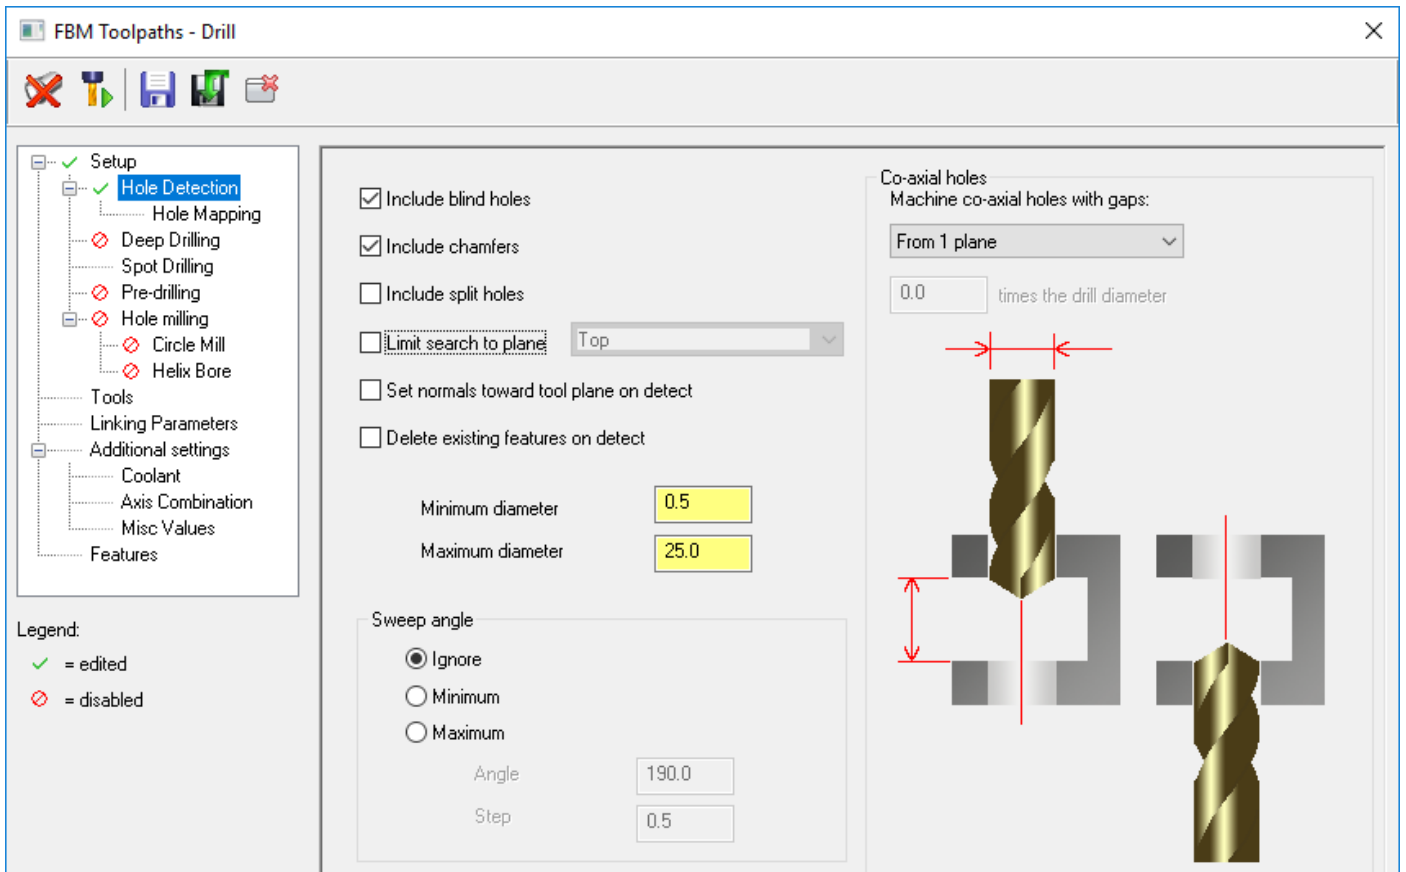 FBM Toolpaths - Drill
Setup
Hole Detection
Hole Mapping
Deep Drilling
Spot Drilling
Pre-drilling
Hole milling
Circle Mill
Helix Bore
Tools
Linking Parameters
Additional settings
Coolant
Axis Combination
Misc Values
Features
Legend:
= edited
= disabled
Include blind holes
Include chamfers
Include split holes
Limit search to plane
Top
Set normals toward tool plane on detect
Delete existing features on detect
Minimum diameter
0.5
Maximum diameter
25.0
Sweep angle
Ignore
Minimum
Maximum
Angle
190.0
Step
0.5
Co-axial holes
Machine co-axial holes with gaps:
From 1 plane
0.0
times the drill diameter